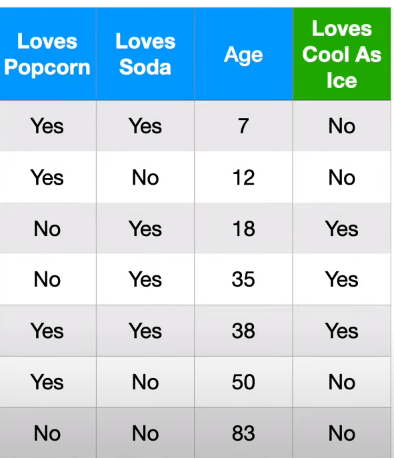 Loves Popcorn Loves Soda Age Loves Cool As Ice
Yes Yes 7 No
Yes No 12 No
No Yes 18 Yes
No Yes 35 Yes
Yes Yes 38 Yes
Yes No 50 No
No No 83 No